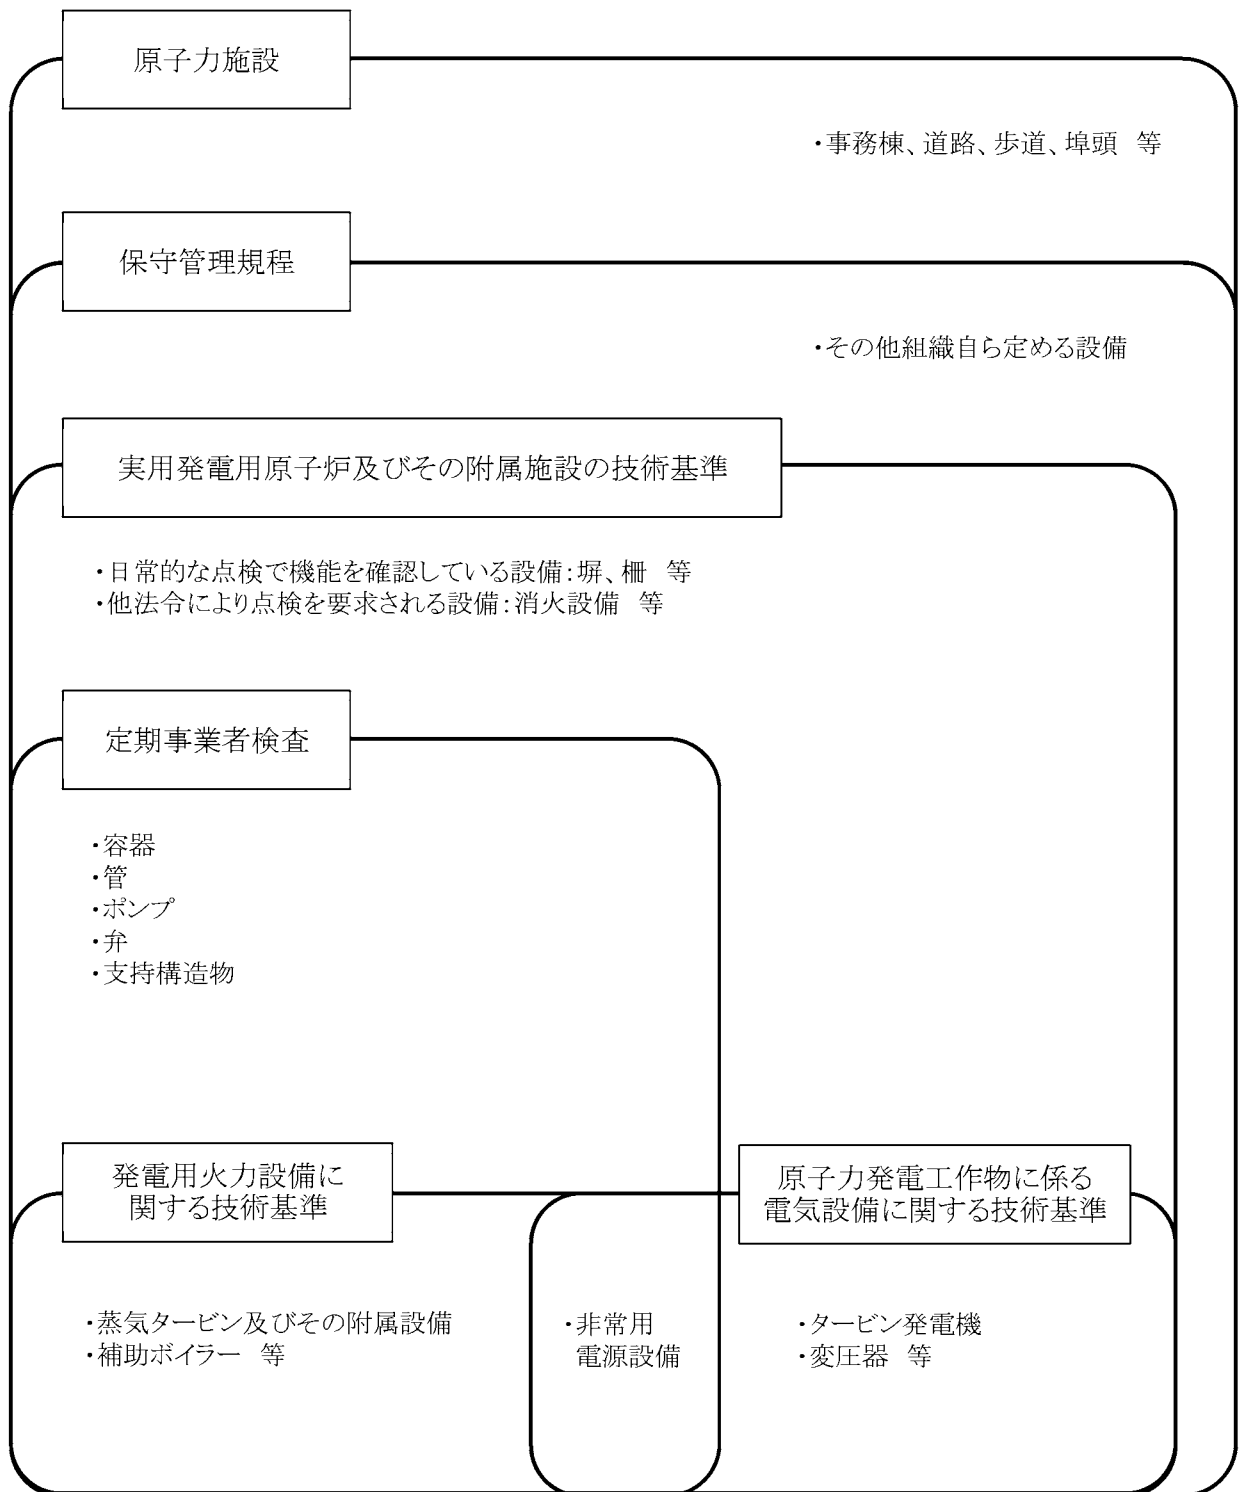 原子力施設
・事務棟、道路、歩道、埠頭　等
保守管理規程
・その他組織自ら定める設備
実用発電用原子炉及びその附属施設の技術基準
・日常的な点検で機能を確認している設備：塀、柵　等
・他法令により点検を要求される設備：消火設備　等
定期事業者検査
・容器
・管
・ポンプ
・弁
・支持構造物
発電用火力設備に
関する技術基準
原子力発電工作物に係る
電気設備に関する技術基準
・蒸気タービン及びその附属設備
・補助ボイラー　等
・非常用
電源設備
・タービン発電機
・変圧器　等